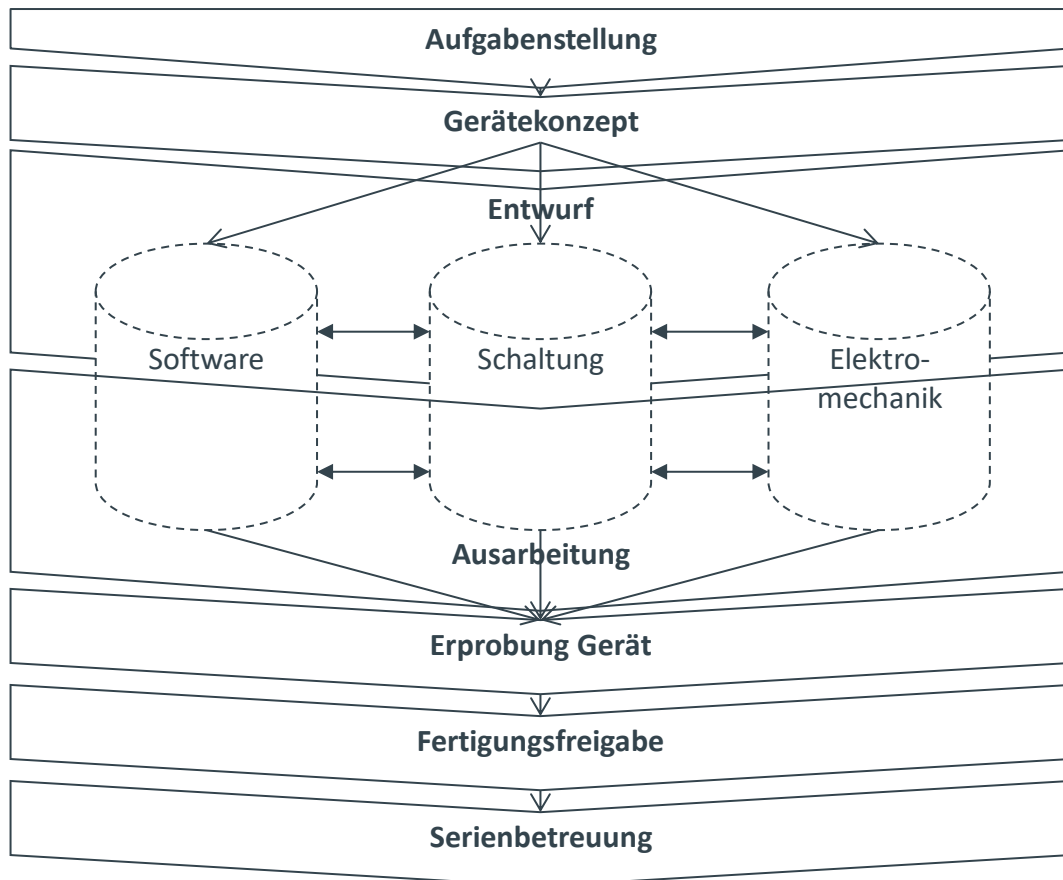 Aufgabenstellung
Gerätekonzept
Entwurf
Software
Schaltung
Elektro-
mechanik
Ausarbeitung
Erprobung Gerät
Fertigungsfreigabe
Serienbetreuung